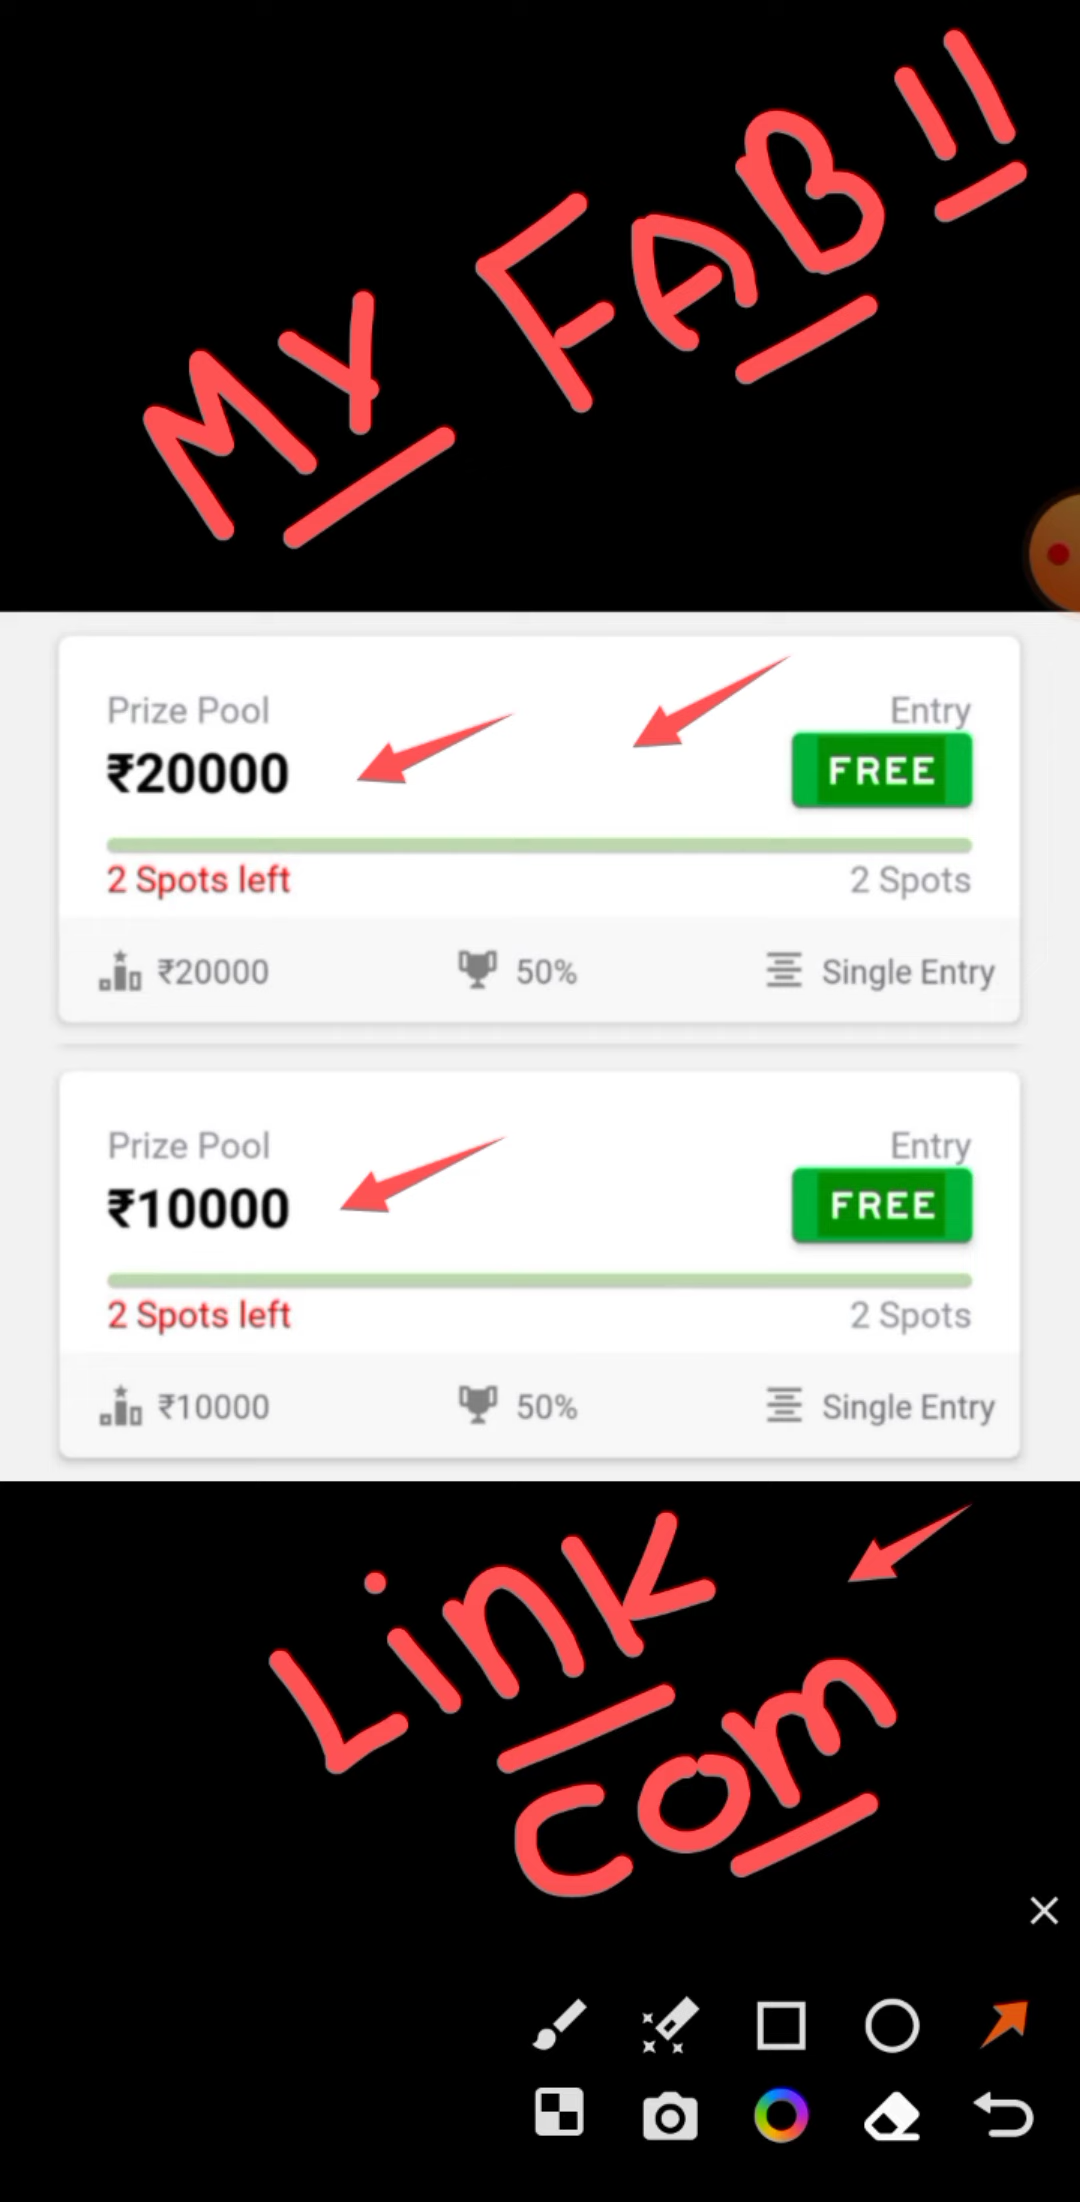 MY FAB !!
Prize Pool Entry
₹20000 FREE
2 Spots left 2 Spots
₹20000 50% Single Entry
Prize Pool Entry
₹10000 FREE
2 Spots left 2 Spots
₹10000 50% Single Entry
Link
com